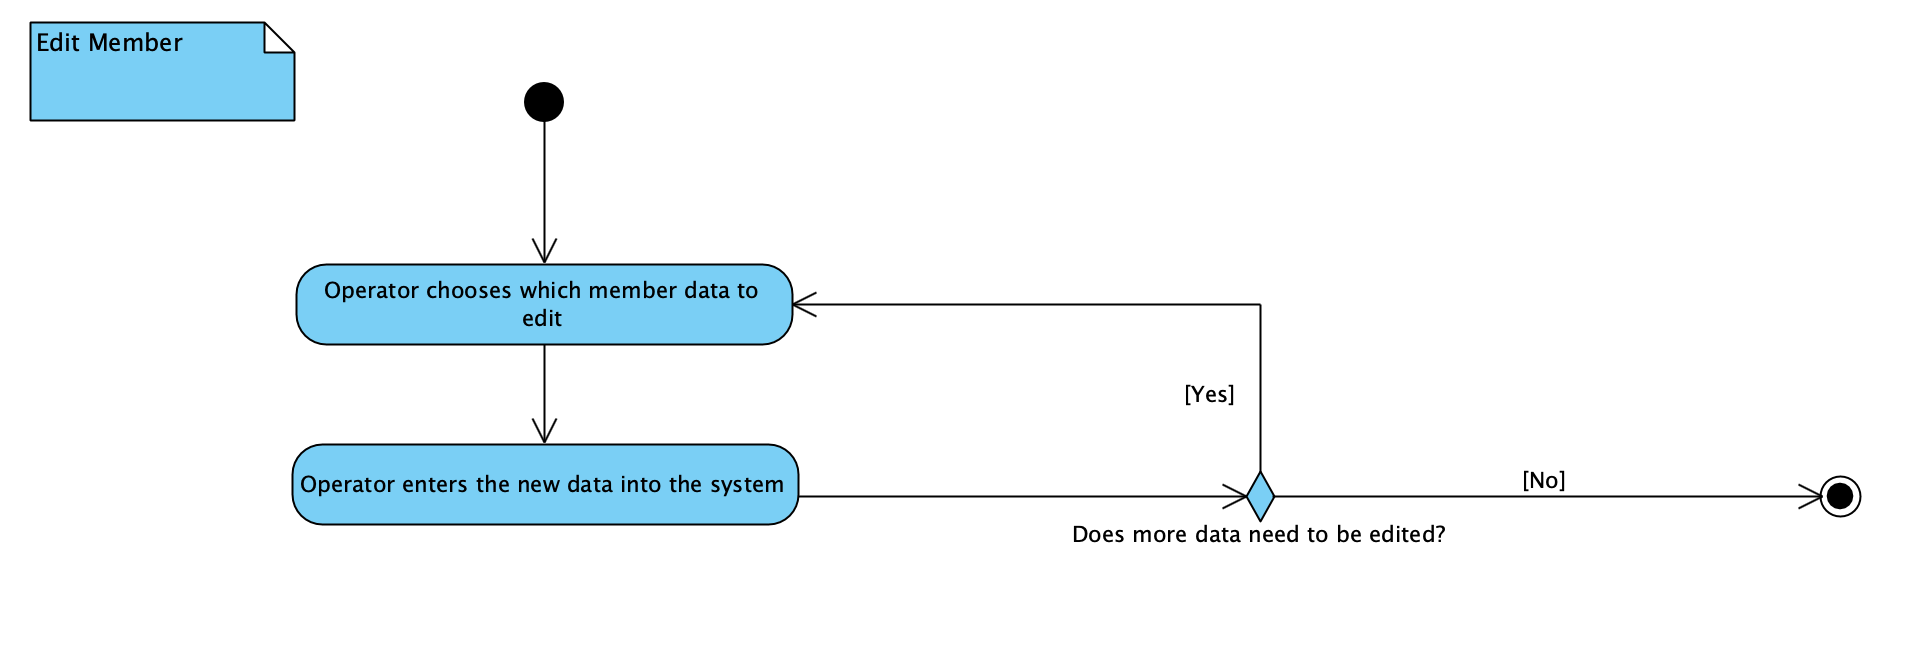 Edit Member
Operator chooses which member data to
edit
[Yes]
Operator enters the new data into the system
[No]
Does more data need to be edited?